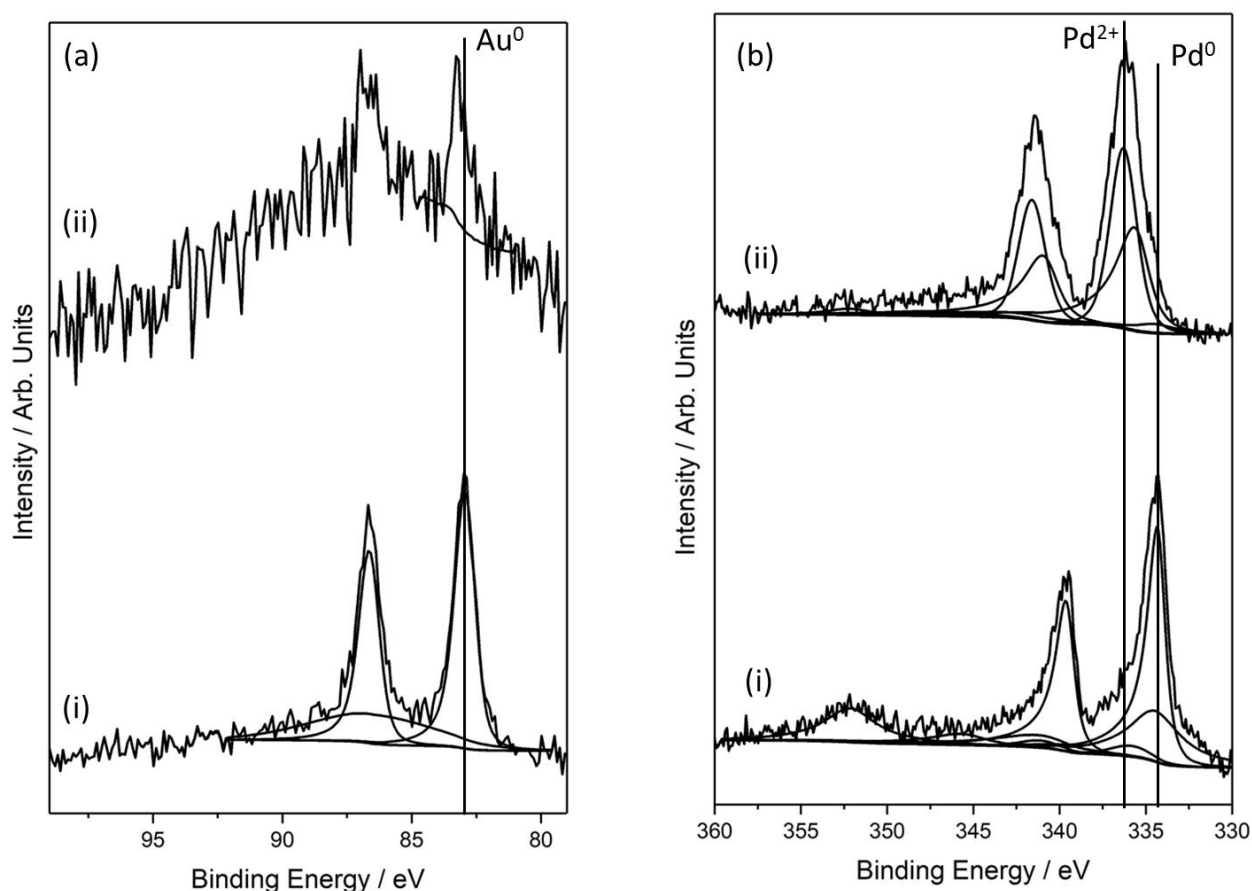 (a)
Au⁰
(ii)
(i)
Intensity / Arb. Units
95 90 85 80
Binding Energy / eV
(b)
Pd²⁺
Pd⁰
(ii)
(i)
Intensity / Arb. Units
360 355 350 345 340 335 330
Binding Energy / eV